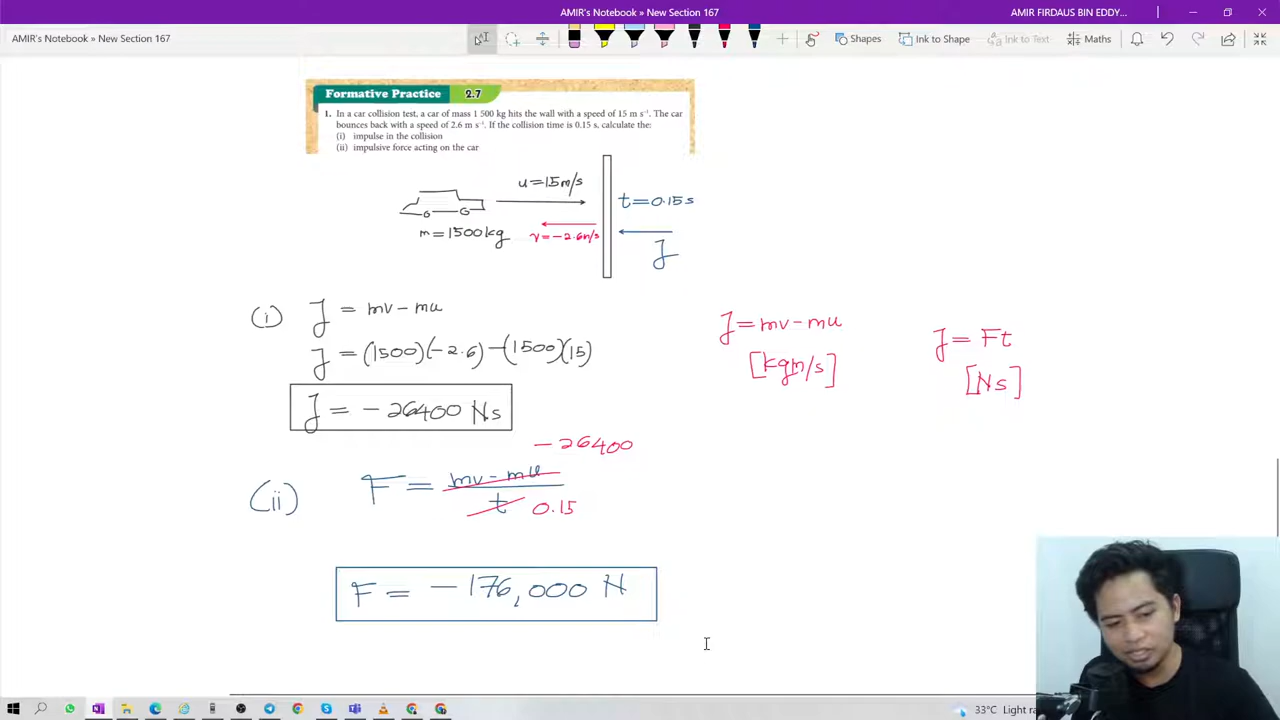 AMIR's Notebook » New Section 167
AMIR FIRDAUS BIN EDDY...
AMIR's Notebook » New Section 167
Shapes
Ink to Shape
Ink to Text
Maths
Formative Practice 2.7
1. In a car collision test, a car of mass 1 500 kg hits the wall with a speed of 15 m s⁻¹. The car
bounces back with a speed of 2.6 m s⁻¹. If the collision time is 0.15 s, calculate the:
(i) impulse in the collision
(ii) impulsive force acting on the car
u=15m/s
t=0.15s
m=1500kg
v=-2.6m/s
J
(i) J = mv-mu
J = (1500)(-2.6)-(1500)(15)
J = -26400 Ns
J=mv-mu
[kgm/s]
J= Ft
[Ns]
-26400
(ii) F = mv-mu
t 0.15
F = -176,000 N
33°C Light ra